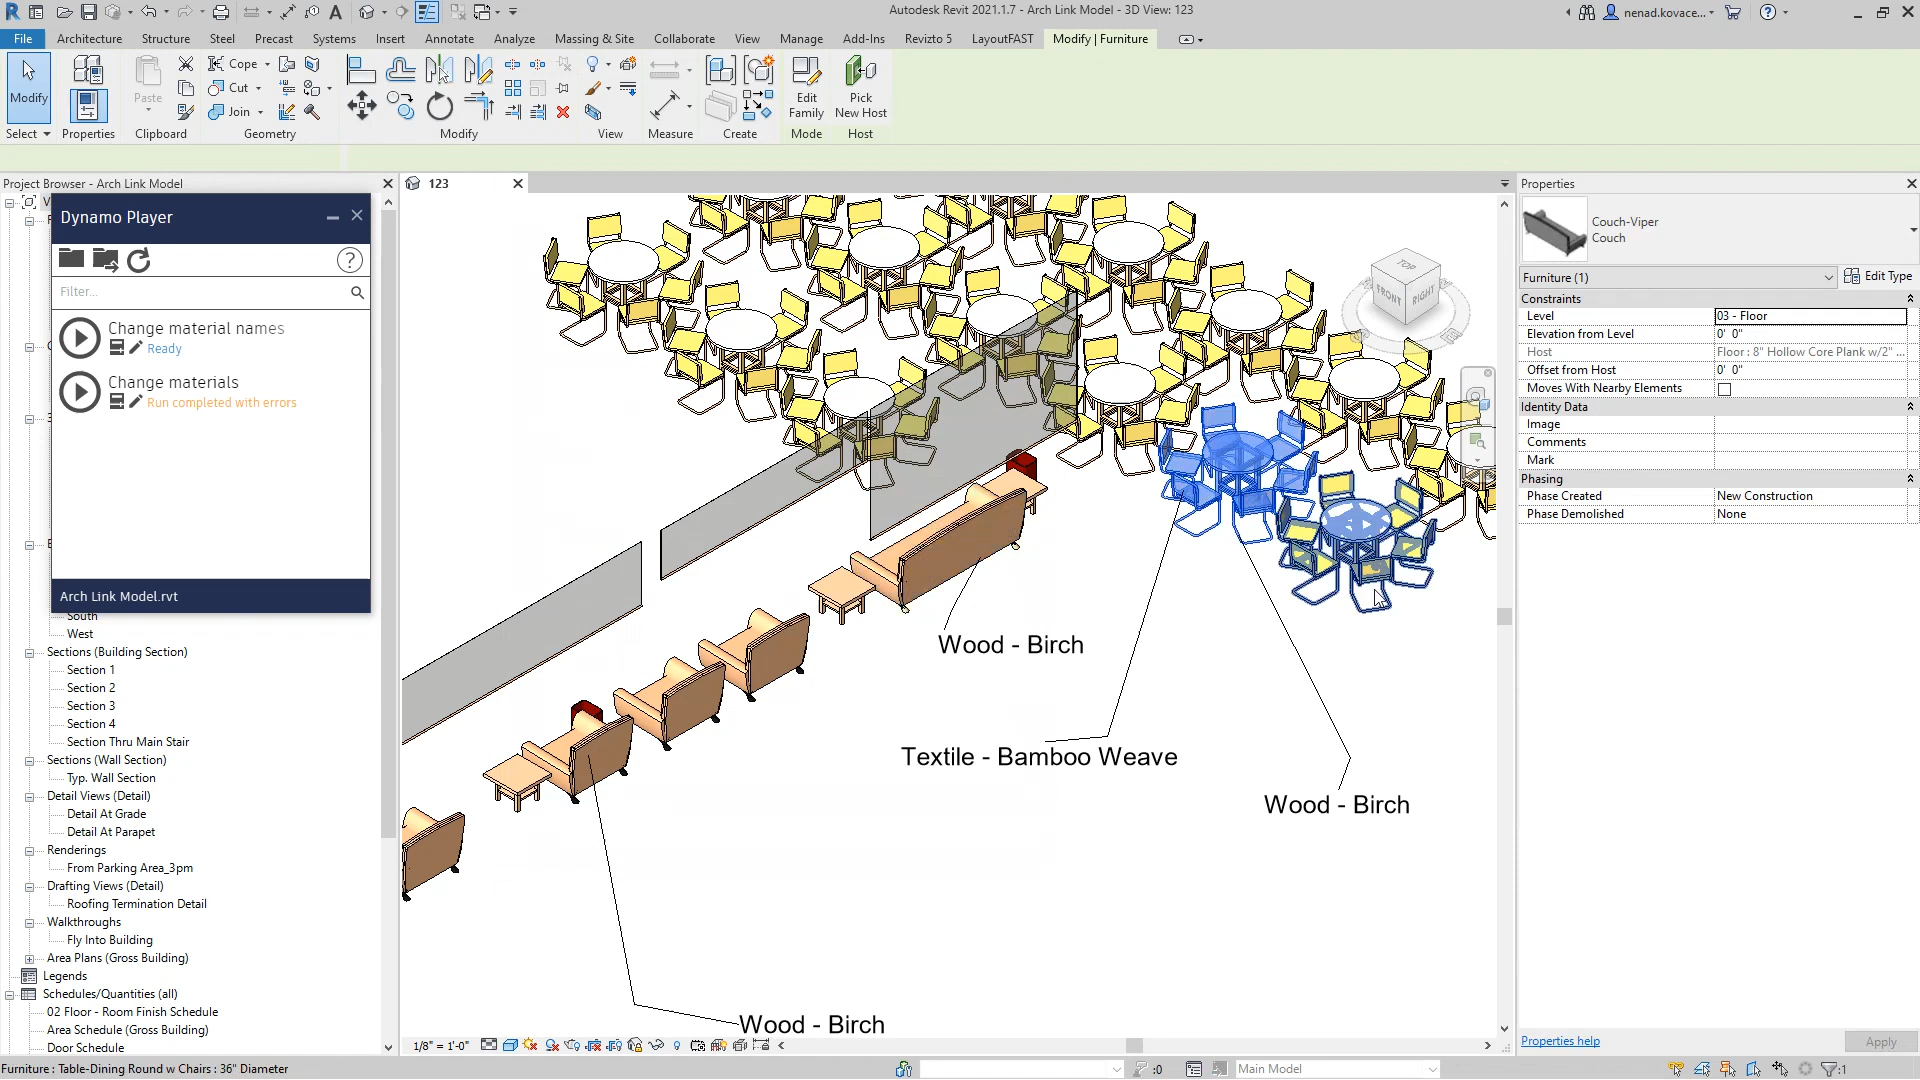 Autodesk Revit 2021.1.7 - Arch Link Model - 3D View: 123
nenad.kovace...
File
Architecture
Structure
Steel
Precast
Systems
Insert
Annotate
Analyze
Massing & Site
Collaborate
View
Manage
Add-Ins
Revizto 5
LayoutFAST
Modify | Furniture
Modify
Paste
Cope
Cut
Join
Edit
Family
Pick
New Host
Select
Properties
Clipboard
Geometry
Modify
View
Measure
Create
Mode
Host
Project Browser - Arch Link Model
Dynamo Player
Filter...
Change material names
Ready
Change materials
Run completed with errors
Arch Link Model.rvt
South
West
Sections (Building Section)
Section 1
Section 2
Section 3
Section 4
Section Thru Main Stair
Sections (Wall Section)
Typ. Wall Section
Detail Views (Detail)
Detail At Grade
Detail At Parapet
Renderings
From Parking Area_3pm
Drafting Views (Detail)
Roofing Termination Detail
Walkthroughs
Fly Into Building
Area Plans (Gross Building)
Legends
Schedules/Quantities (all)
02 Floor - Room Finish Schedule
Area Schedule (Gross Building)
Door Schedule
123
TOP
FRONT
RIGHT
Wood - Birch
Textile - Bamboo Weave
Wood - Birch
Wood - Birch
1/8" = 1'-0"
Properties
Couch-Viper
Couch
Furniture (1)
Edit Type
Constraints
Level 03 - Floor
Elevation from Level 0' 0"
Host Floor : 8" Hollow Core Plank w/2" ...
Offset from Host 0' 0"
Moves With Nearby Elements
Identity Data
Image
Comments
Mark
Phasing
Phase Created New Construction
Phase Demolished None
Properties help
Apply
Furniture : Table-Dining Round w Chairs : 36" Diameter
:0
Main Model
:1